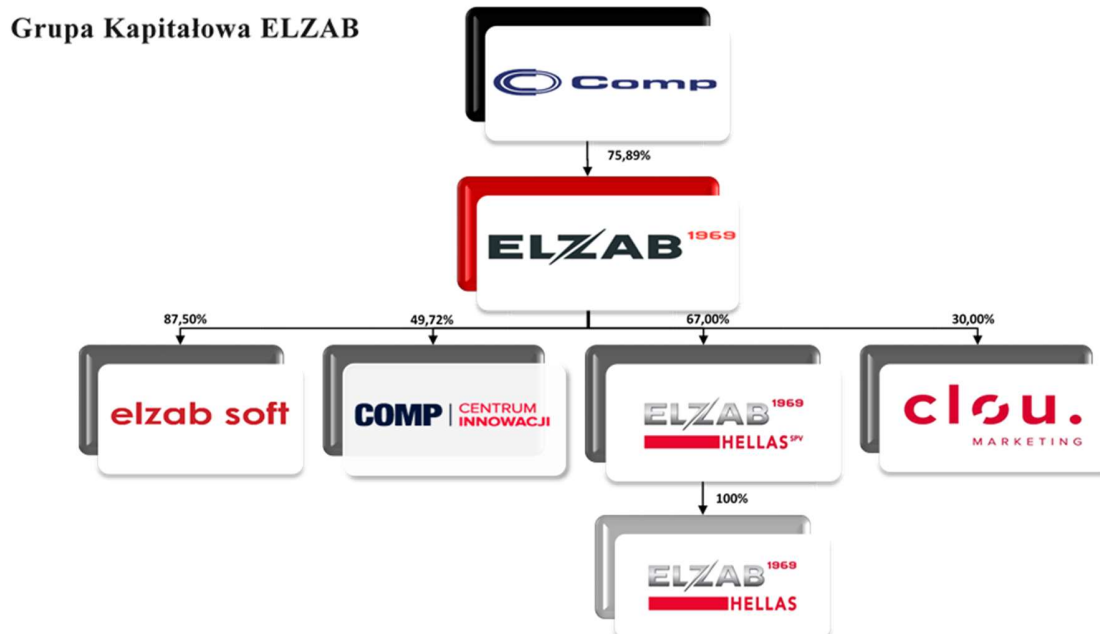 Grupa Kapitałowa ELZAB
Comp
75,89%
ELZAB 1969
87,50%
49,72%
67,00%
30,00%
elzab soft
COMP | CENTRUM
INNOWACJI
ELZAB 1969
HELLAS SPV
clou.
MARKETING
100%
ELZAB 1969
HELLAS